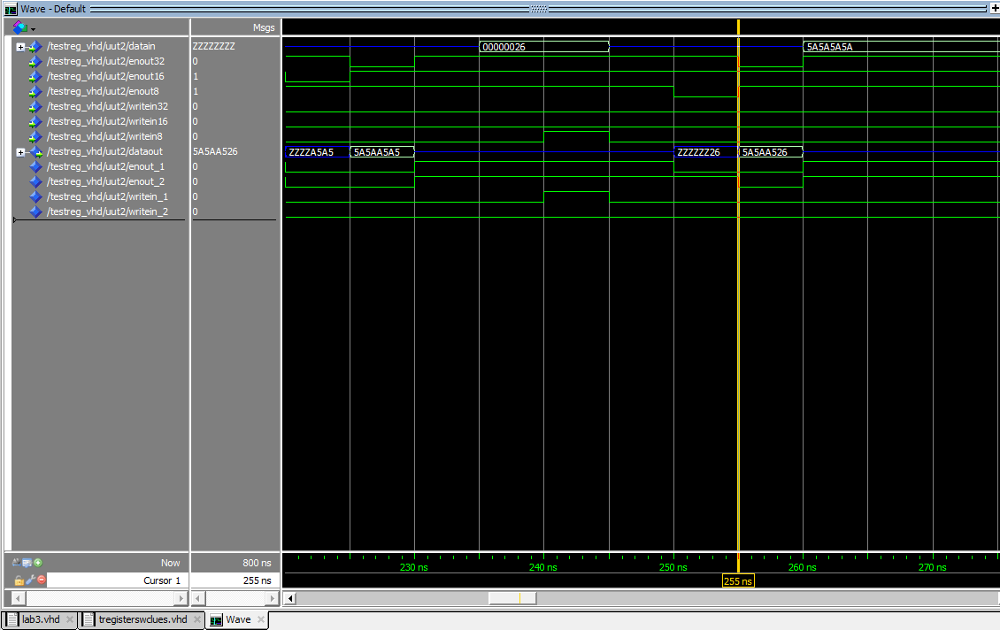 Wave - Default
Msgs
/testreg_vhd/uut2/datain ZZZZZZZZ 00000026 5A5A5A5A
/testreg_vhd/uut2/enout32 0
/testreg_vhd/uut2/enout16 1
/testreg_vhd/uut2/enout8 1
/testreg_vhd/uut2/writein32 0
/testreg_vhd/uut2/writein16 0
/testreg_vhd/uut2/writein8 0
/testreg_vhd/uut2/dataout 5A5AA526 ZZZZA5A5 5A5AA5A5 ZZZZZZ26 5A5AA526
/testreg_vhd/uut2/enout_1 0
/testreg_vhd/uut2/enout_2 0
/testreg_vhd/uut2/writein_1 0
/testreg_vhd/uut2/writein_2 0
Now 800 ns 230 ns 240 ns 250 ns 260 ns 270 ns
Cursor 1 255 ns 255 ns
lab3.vhd tregisterswclues.vhd Wave